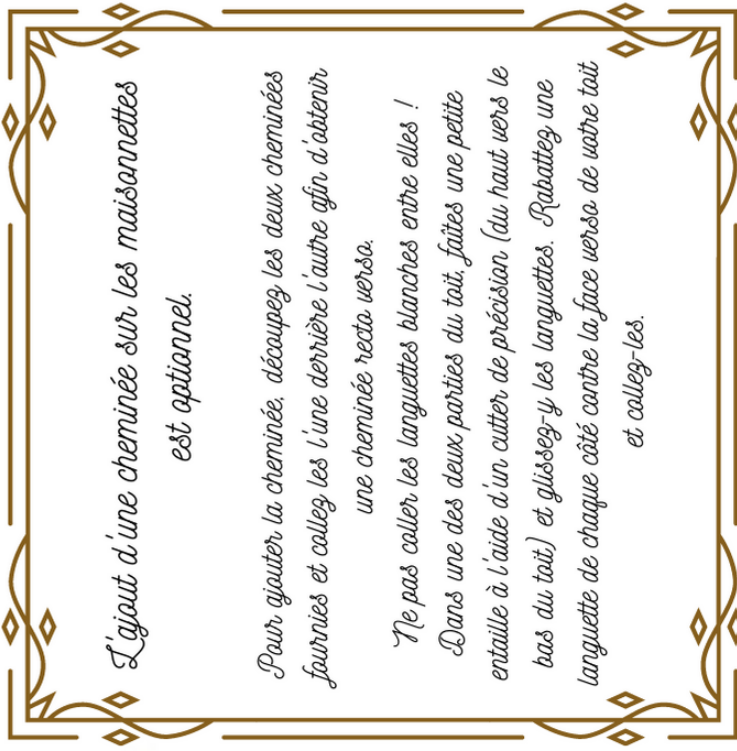 L'ajout d'une cheminée sur les maisonnettes
est optionnel.
Pour ajouter la cheminée, découpez les deux cheminées
fournies et collez les l'une derrière l'autre afin d'obtenir
une cheminée recto verso.
Ne pas coller les languettes blanches entre elles !
Dans une des deux parties du toit, faites une petite
entaille à l'aide d'un cutter de précision (du haut vers le
bas du toit) et glissez-y les languettes. Rabattez une
languette de chaque côté contre la face verso de votre toit
et collez-les.